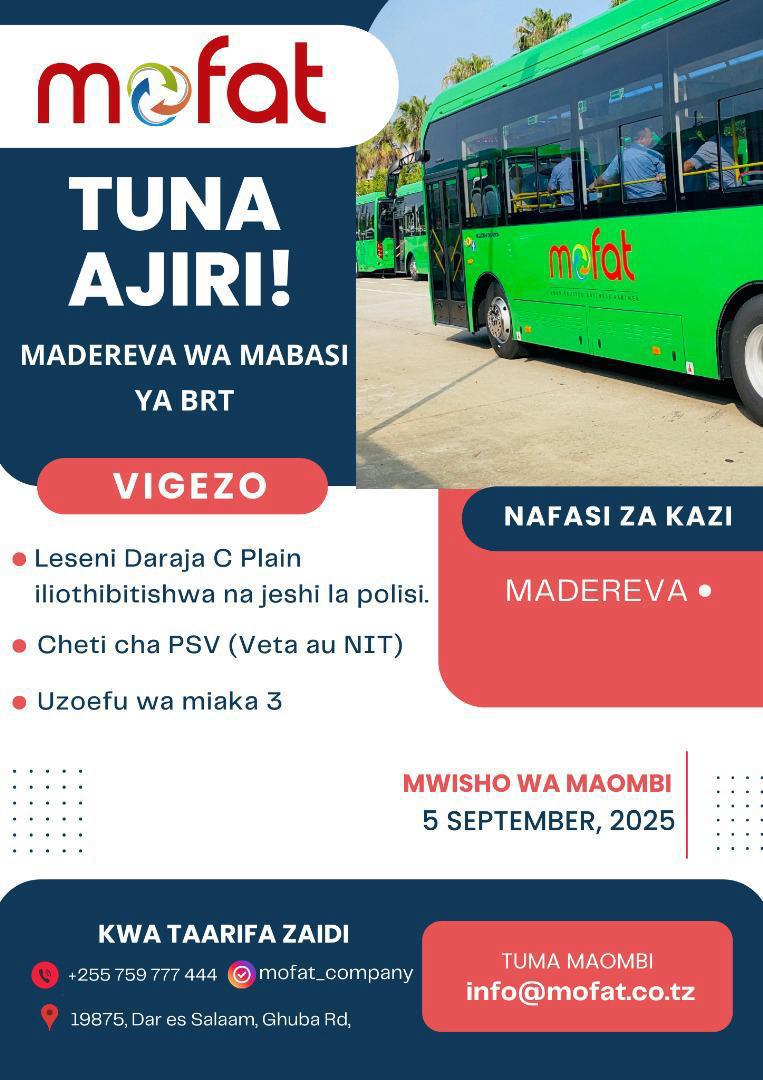 mofat
TUNA
AJIRI!
MADEREVA WA MABASI
YA BRT
mofat
VIGEZO
Leseni Daraja C Plain
iliothibitishwa na jeshi la polisi.
Cheti cha PSV (Veta au NIT)
Uzoefu wa miaka 3
NAFASI ZA KAZI
MADEREVA
MWISHO WA MAOMBI
5 SEPTEMBER, 2025
KWA TAARIFA ZAIDI
+255 759 777 444 mofat_company
19875, Dar es Salaam, Ghuba Rd,
TUMA MAOMBI
info@mofat.co.tz